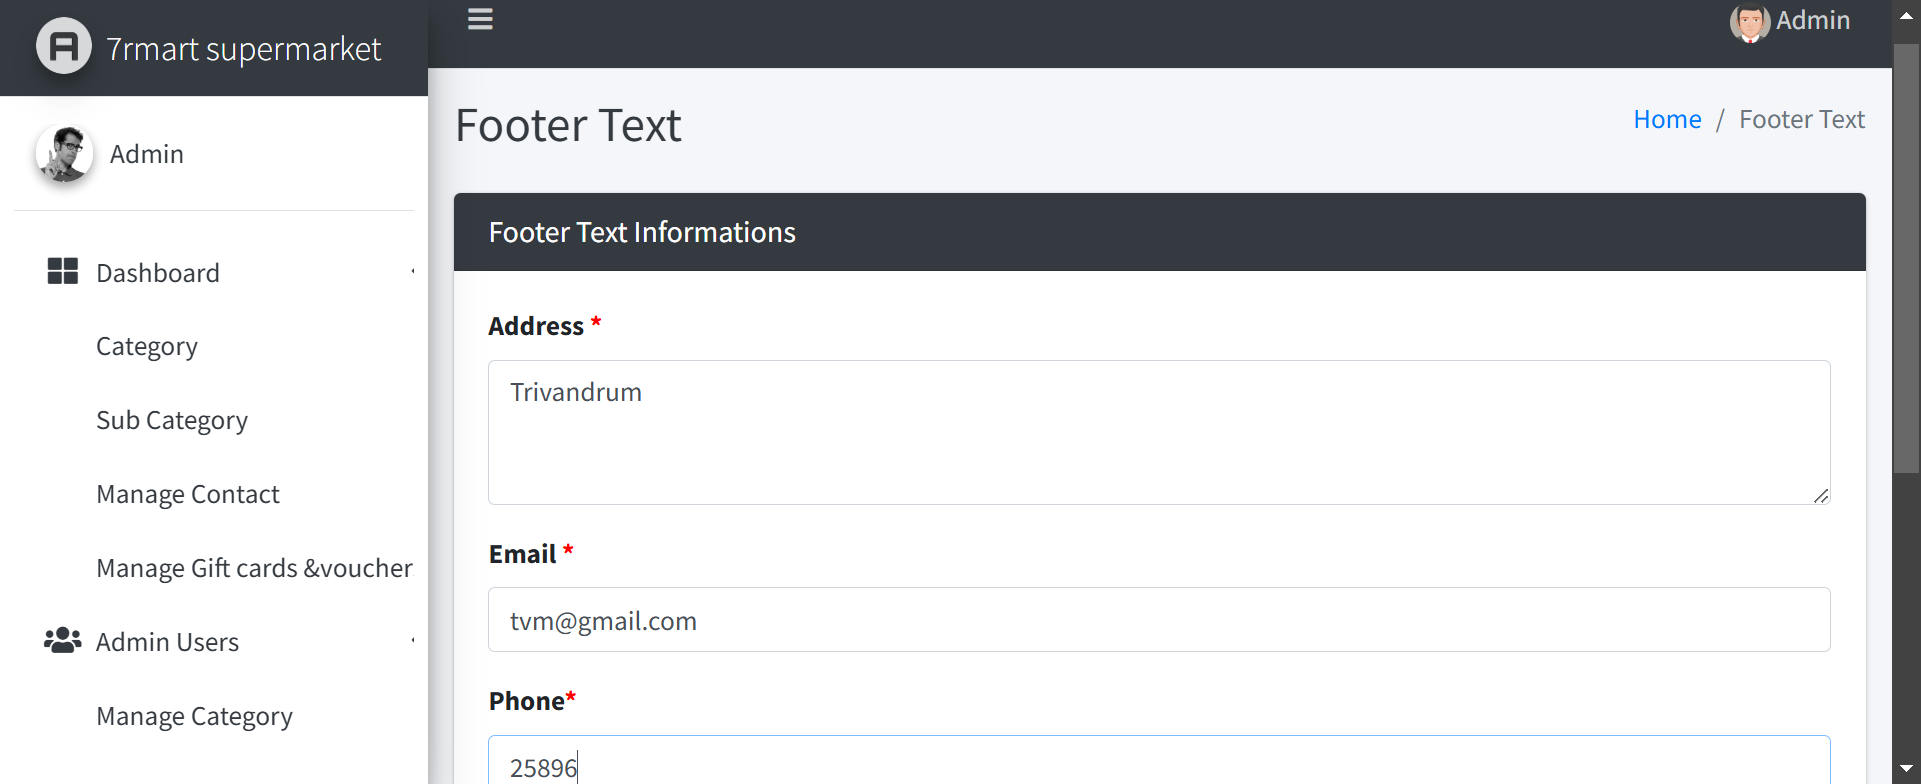 7rmart supermarket
Admin
Admin
Dashboard
Category
Sub Category
Manage Contact
Manage Gift cards &voucher
Admin Users
Manage Category
Footer Text
Home / Footer Text
Footer Text Informations
Address *
Trivandrum
Email *
tvm@gmail.com
Phone*
25896